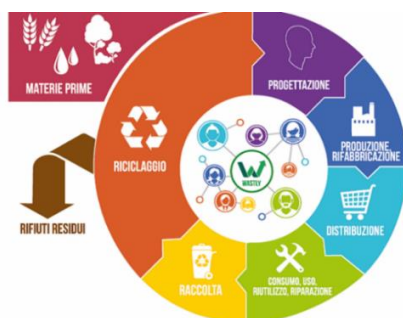 MATERIE PRIME
PROGETTAZIONE
PRODUZIONE,
RIFABBRICAZIONE
DISTRIBUZIONE
CONSUMO, USO,
RIUTILIZZO, RIPARAZIONE
RACCOLTA
RICICLAGGIO
RIFIUTI RESIDUI
WASTLY